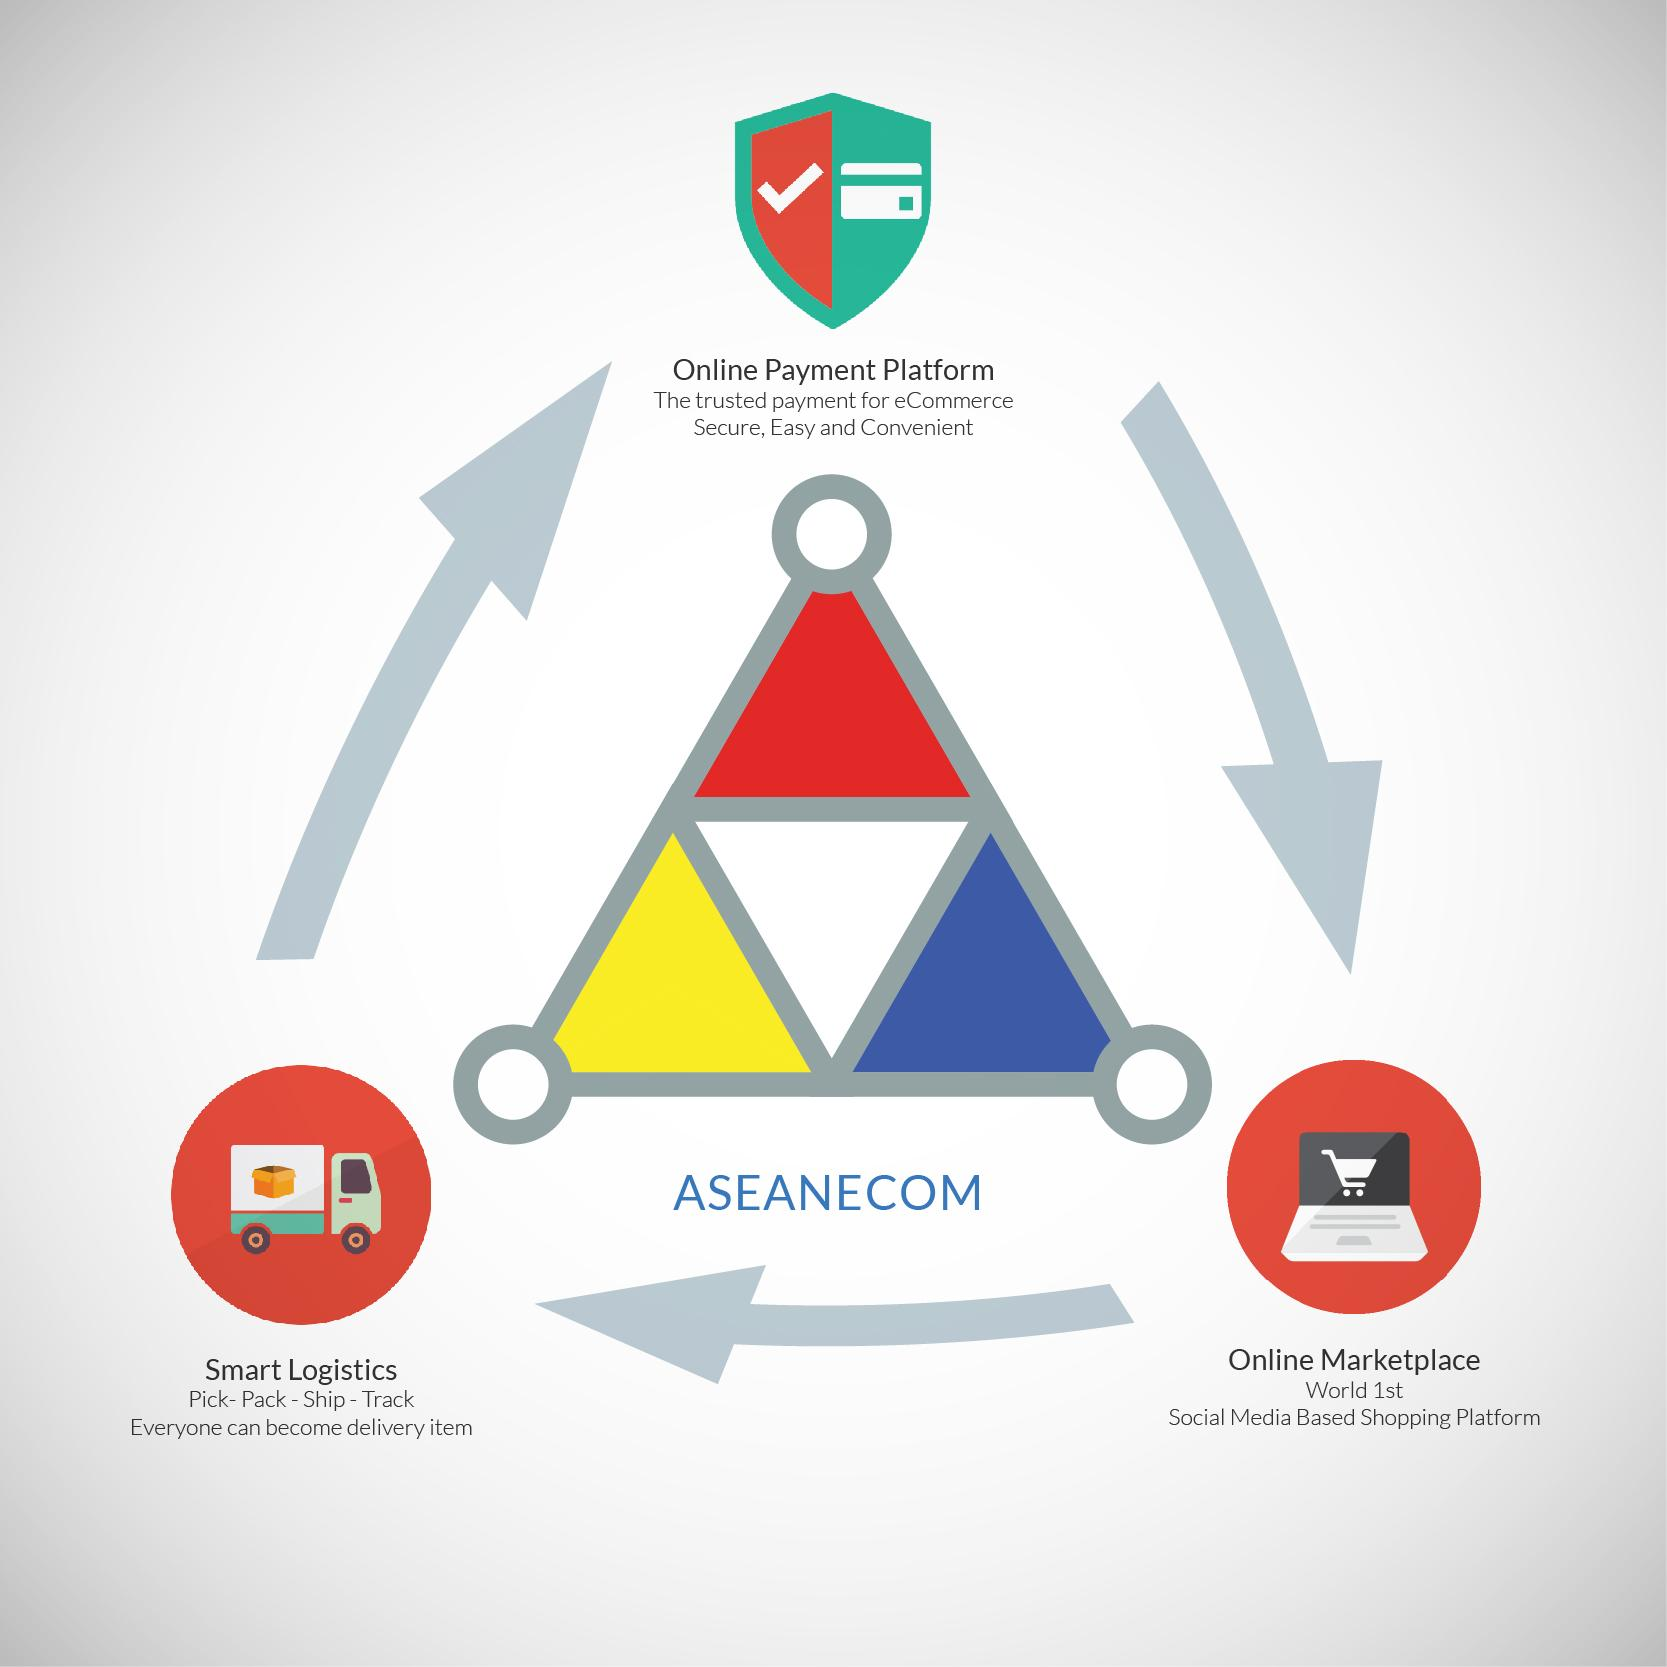 Online Payment Platform
The trusted payment for eCommerce
Secure, Easy and Convenient
ASEANECOM
Smart Logistics
Pick- Pack - Ship - Track
Everyone can become delivery item
Online Marketplace
World 1st
Social Media Based Shopping Platform